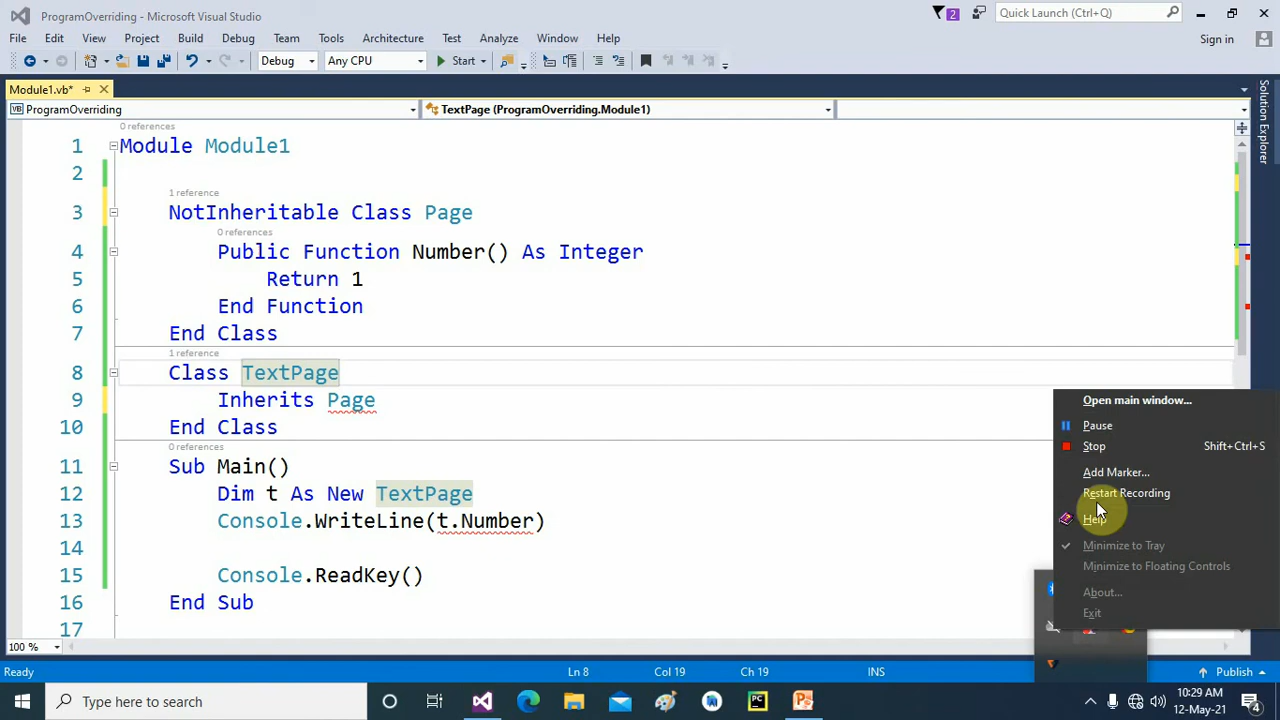 ProgramOverriding - Microsoft Visual Studio
2
Quick Launch (Ctrl+Q)
File Edit View Project Build Debug Team Tools Architecture Test Analyze Window Help
Sign in
Debug Any CPU Start
Module1.vb*
ProgramOverriding
TextPage (ProgramOverriding.Module1)
Solution Explorer
0 references
1 Module Module1
2
1 reference
3 NotInheritable Class Page
0 references
4 Public Function Number() As Integer
5 Return 1
6 End Function
7 End Class
1 reference
8 Class TextPage
9 Inherits Page
10 End Class
0 references
11 Sub Main()
12 Dim t As New TextPage
13 Console.WriteLine(t.Number)
14
15 Console.ReadKey()
16 End Sub
17
Open main window...
Pause
Stop Shift+Ctrl+S
Add Marker...
Restart Recording
Help
Minimize to Tray
Minimize to Floating Controls
About...
Exit
100 %
Ready Ln 8 Col 19 Ch 19 INS Publish
Type here to search
PC
10:29 AM
12-May-21
4